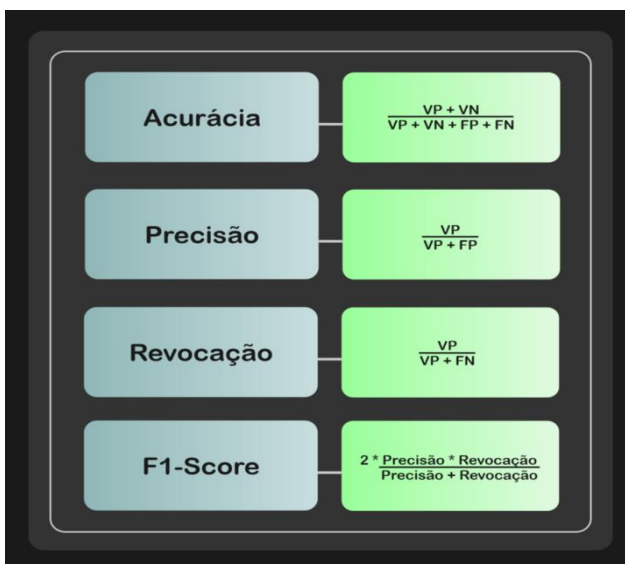 Acurácia
VP + VN
VP + VN + FP + FN
Precisão
VP
VP + FP
Revocação
VP
VP + FN
F1-Score
2 * Precisão * Revocação
Precisão + Revocação